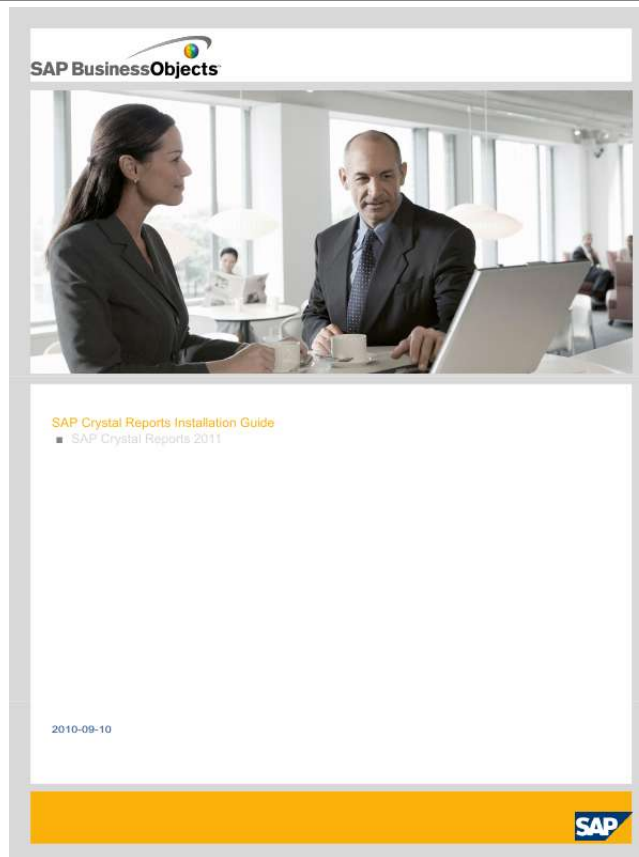 SAP BusinessObjects
SAP Crystal Reports Installation Guide
■ SAP Crystal Reports 2011
2010-09-10
SAP